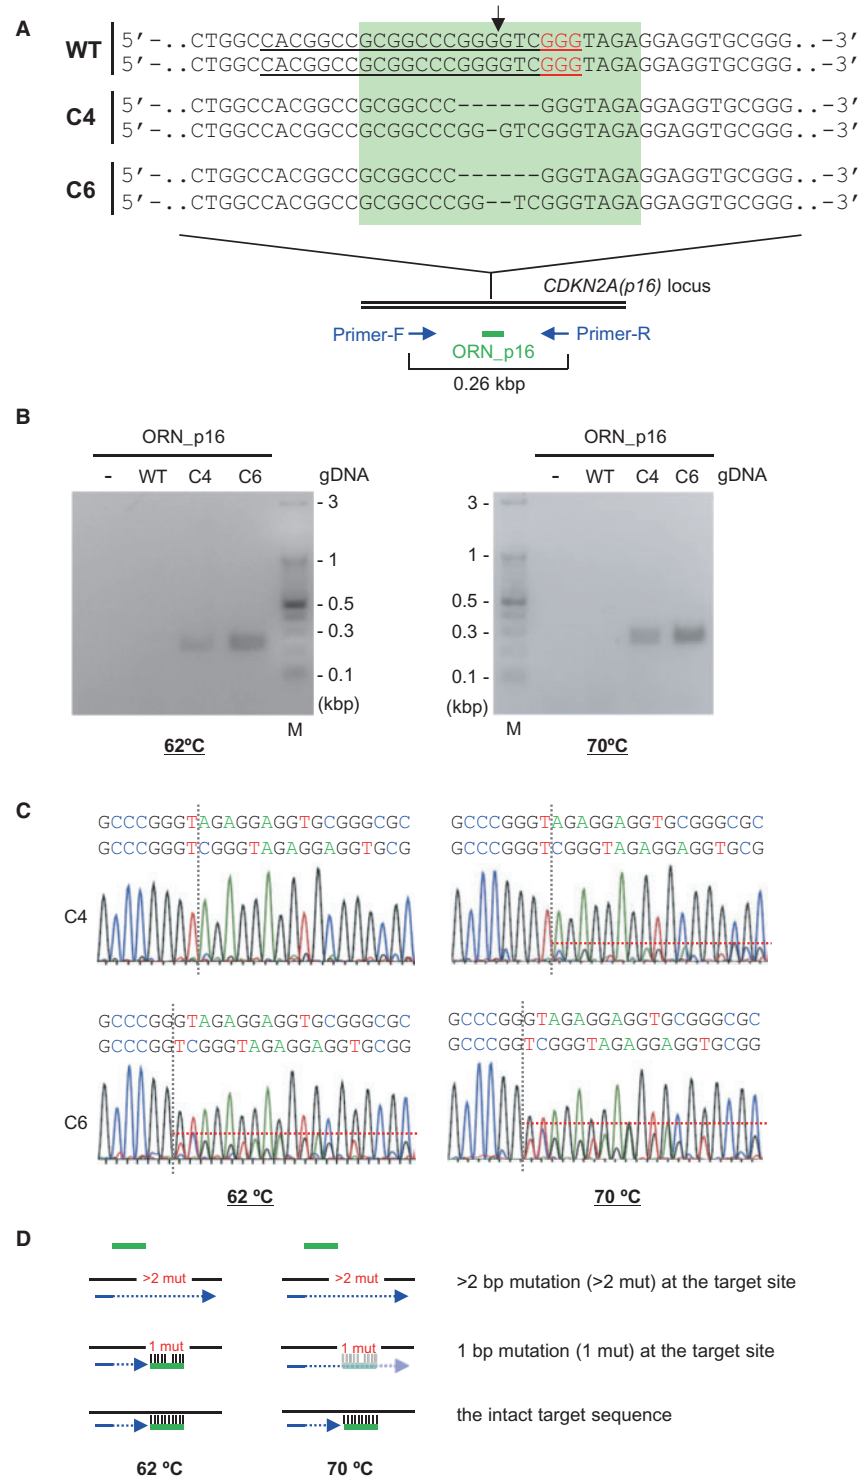 A
WT
5′-..CTGGCCACGGCCGCGGCCCGGGGTCGGGTAGAGGAGGTGCGGG..-3′
5′-..CTGGCCACGGCCGCGGCCCGGGGTCGGGTAGAGGAGGTGCGGG..-3′
C4
5′-..CTGGCCACGGCCGCGGCCC------GGGTAGAGGAGGTGCGGG..-3′
5′-..CTGGCCACGGCCGCGGCCCGG-GTCGGGTAGAGGAGGTGCGGG..-3′
C6
5′-..CTGGCCACGGCCGCGGCCC------GGGTAGAGGAGGTGCGGG..-3′
5′-..CTGGCCACGGCCGCGGCCCGG--TCGGGTAGAGGAGGTGCGGG..-3′
CDKN2A(p16) locus
Primer-F
Primer-R
ORN_p16
0.26 kbp
B
ORN_p16
- WT C4 C6 gDNA
- 3
- 1
- 0.5
- 0.3
- 0.1
(kbp)
M
62ºC
ORN_p16
- WT C4 C6 gDNA
3 -
1 -
0.5 -
0.3 -
0.1 -
(kbp)
M
70ºC
C
C4
GCCCGGGTAGAGGAGGTGCGGGCGC
GCCCGGGTCGGGTAGAGGAGGTGCG
GCCCGGGTAGAGGAGGTGCGGGCGC
GCCCGGGTCGGGTAGAGGAGGTGCG
C6
GCCCGGGTAGAGGAGGTGCGGGCGC
GCCCGGTCGGGTAGAGGAGGTGCGG
GCCCGGGTAGAGGAGGTGCGGGCGC
GCCCGGTCGGGTAGAGGAGGTGCGG
62 ºC
70 ºC
D
>2 mut
>2 mut
>2 bp mutation (>2 mut) at the target site
1 mut
1 mut
1 bp mutation (1 mut) at the target site
the intact target sequence
62 ºC
70 ºC